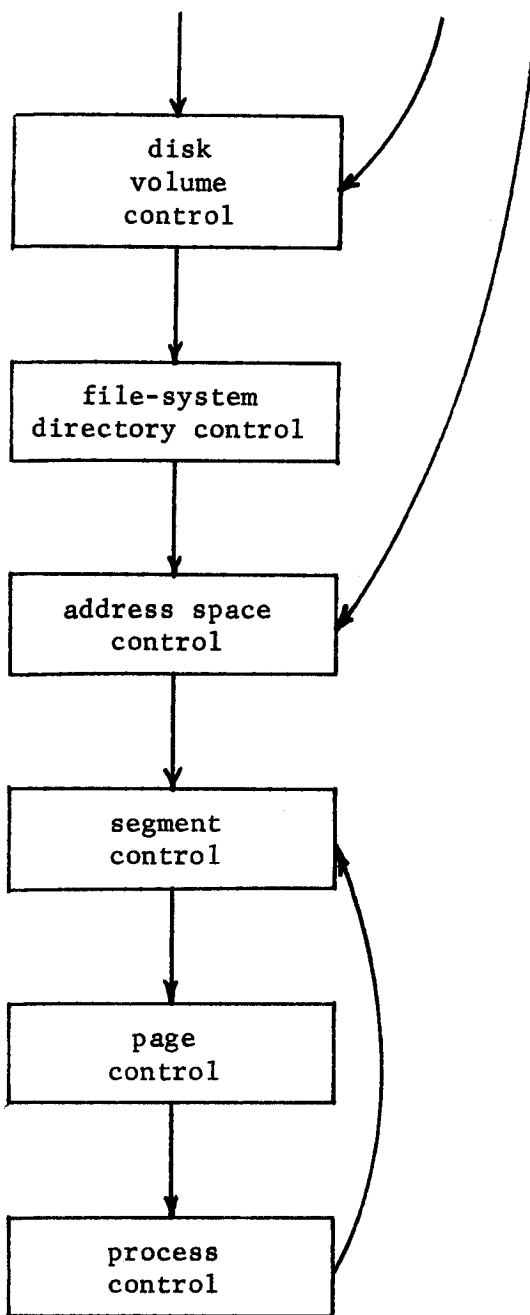 disk
volume
control
file-system
directory control
address space
control
segment
control
page
control
process
control